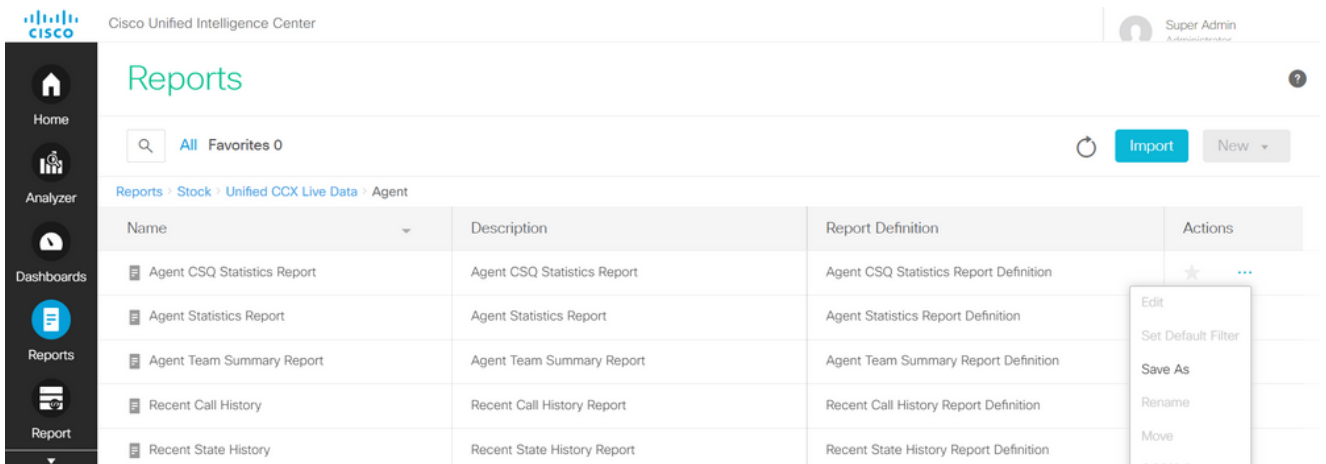 CISCO
Cisco Unified Intelligence Center
Super Admin
Administrator
Home
Analyzer
Dashboards
Reports
Report
Reports
?
All Favorites 0
Import
New
Reports > Stock > Unified CCX Live Data > Agent
Name Description Report Definition Actions
Agent CSQ Statistics Report Agent CSQ Statistics Report Agent CSQ Statistics Report Definition
Agent Statistics Report Agent Statistics Report Agent Statistics Report Definition
Agent Team Summary Report Agent Team Summary Report Agent Team Summary Report Definition
Recent Call History Recent Call History Report Recent Call History Report Definition
Recent State History Recent State History Report Recent State History Report Definition
Edit
Set Default Filter
Save As
Rename
Move